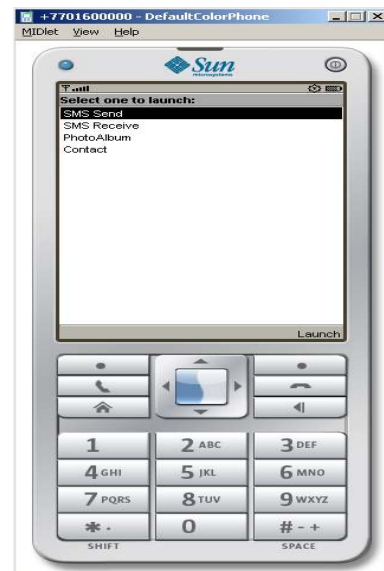 +7701600000 - DefaultColorPhone
MIDlet View Help
Sun
microsystems
Select one to launch:
SMS Send
SMS Receive
PhotoAlbum
Contact
Launch
1 2 ABC 3 DEF
4 GHI 5 JKL 6 MNO
7 PQRS 8 TUV 9 WXYZ
* . 0 # - +
SHIFT SPACE